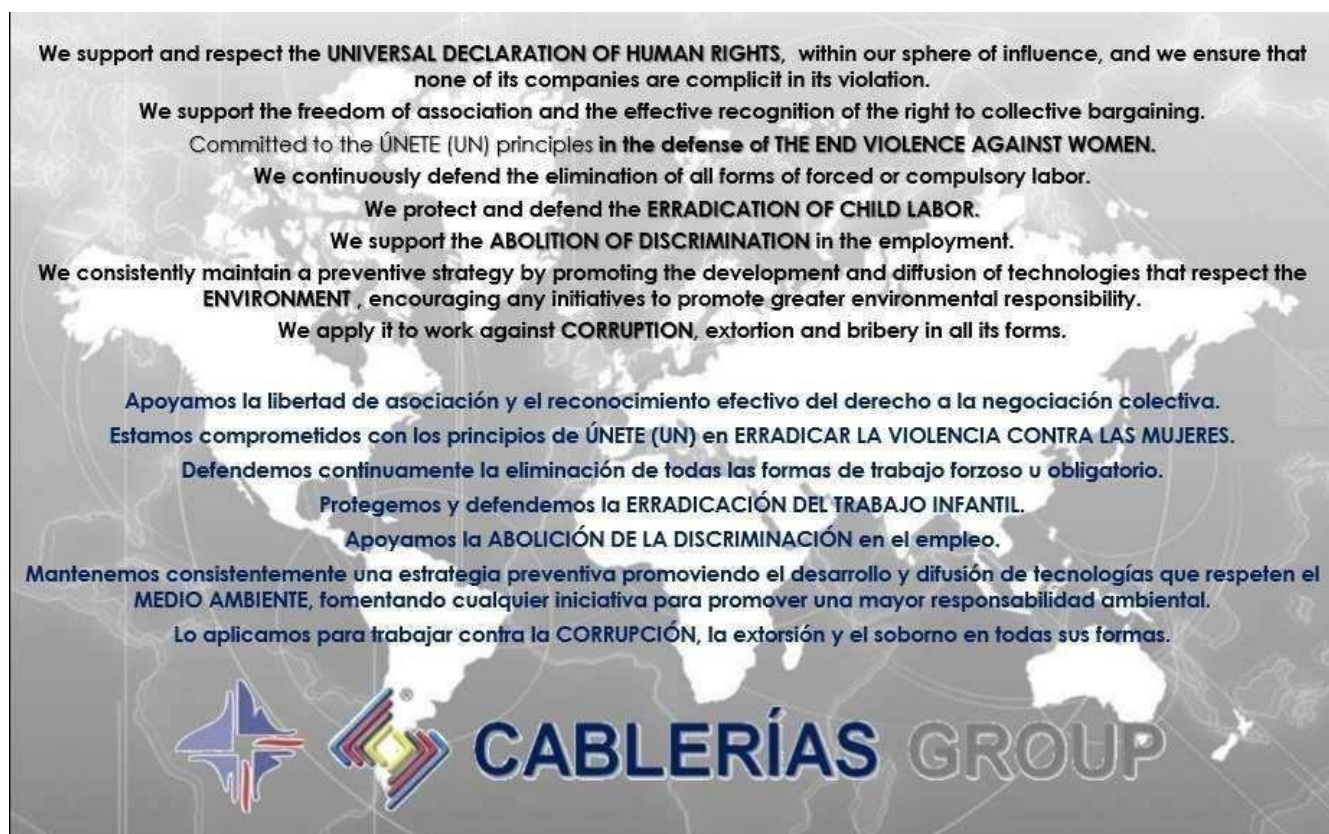 We support and respect the UNIVERSAL DECLARATION OF HUMAN RIGHTS, within our sphere of influence, and we ensure that
none of its companies are complicit in its violation.
We support the freedom of association and the effective recognition of the right to collective bargaining.
Committed to the ÚNETE (UN) principles in the defense of THE END VIOLENCE AGAINST WOMEN.
We continuously defend the elimination of all forms of forced or compulsory labor.
We protect and defend the ERRADICATION OF CHILD LABOR.
We support the ABOLITION OF DISCRIMINATION in the employment.
We consistently maintain a preventive strategy by promoting the development and diffusion of technologies that respect the
ENVIRONMENT , encouraging any initiatives to promote greater environmental responsibility.
We apply it to work against CORRUPTION, extortion and bribery in all its forms.
Apoyamos la libertad de asociación y el reconocimiento efectivo del derecho a la negociación colectiva.
Estamos comprometidos con los principios de ÚNETE (UN) en ERRADICAR LA VIOLENCIA CONTRA LAS MUJERES.
Defendemos continuamente la eliminación de todas las formas de trabajo forzoso u obligatorio.
Protegemos y defendemos la ERRADICACIÓN DEL TRABAJO INFANTIL.
Apoyamos la ABOLICIÓN DE LA DISCRIMINACIÓN en el empleo.
Mantenemos consistentemente una estrategia preventiva promoviendo el desarrollo y difusión de tecnologías que respeten el
MEDIO AMBIENTE, fomentando cualquier iniciativa para promover una mayor responsabilidad ambiental.
Lo aplicamos para trabajar contra la CORRUPCIÓN, la extorsión y el soborno en todas sus formas.
® CABLERÍAS GROUP